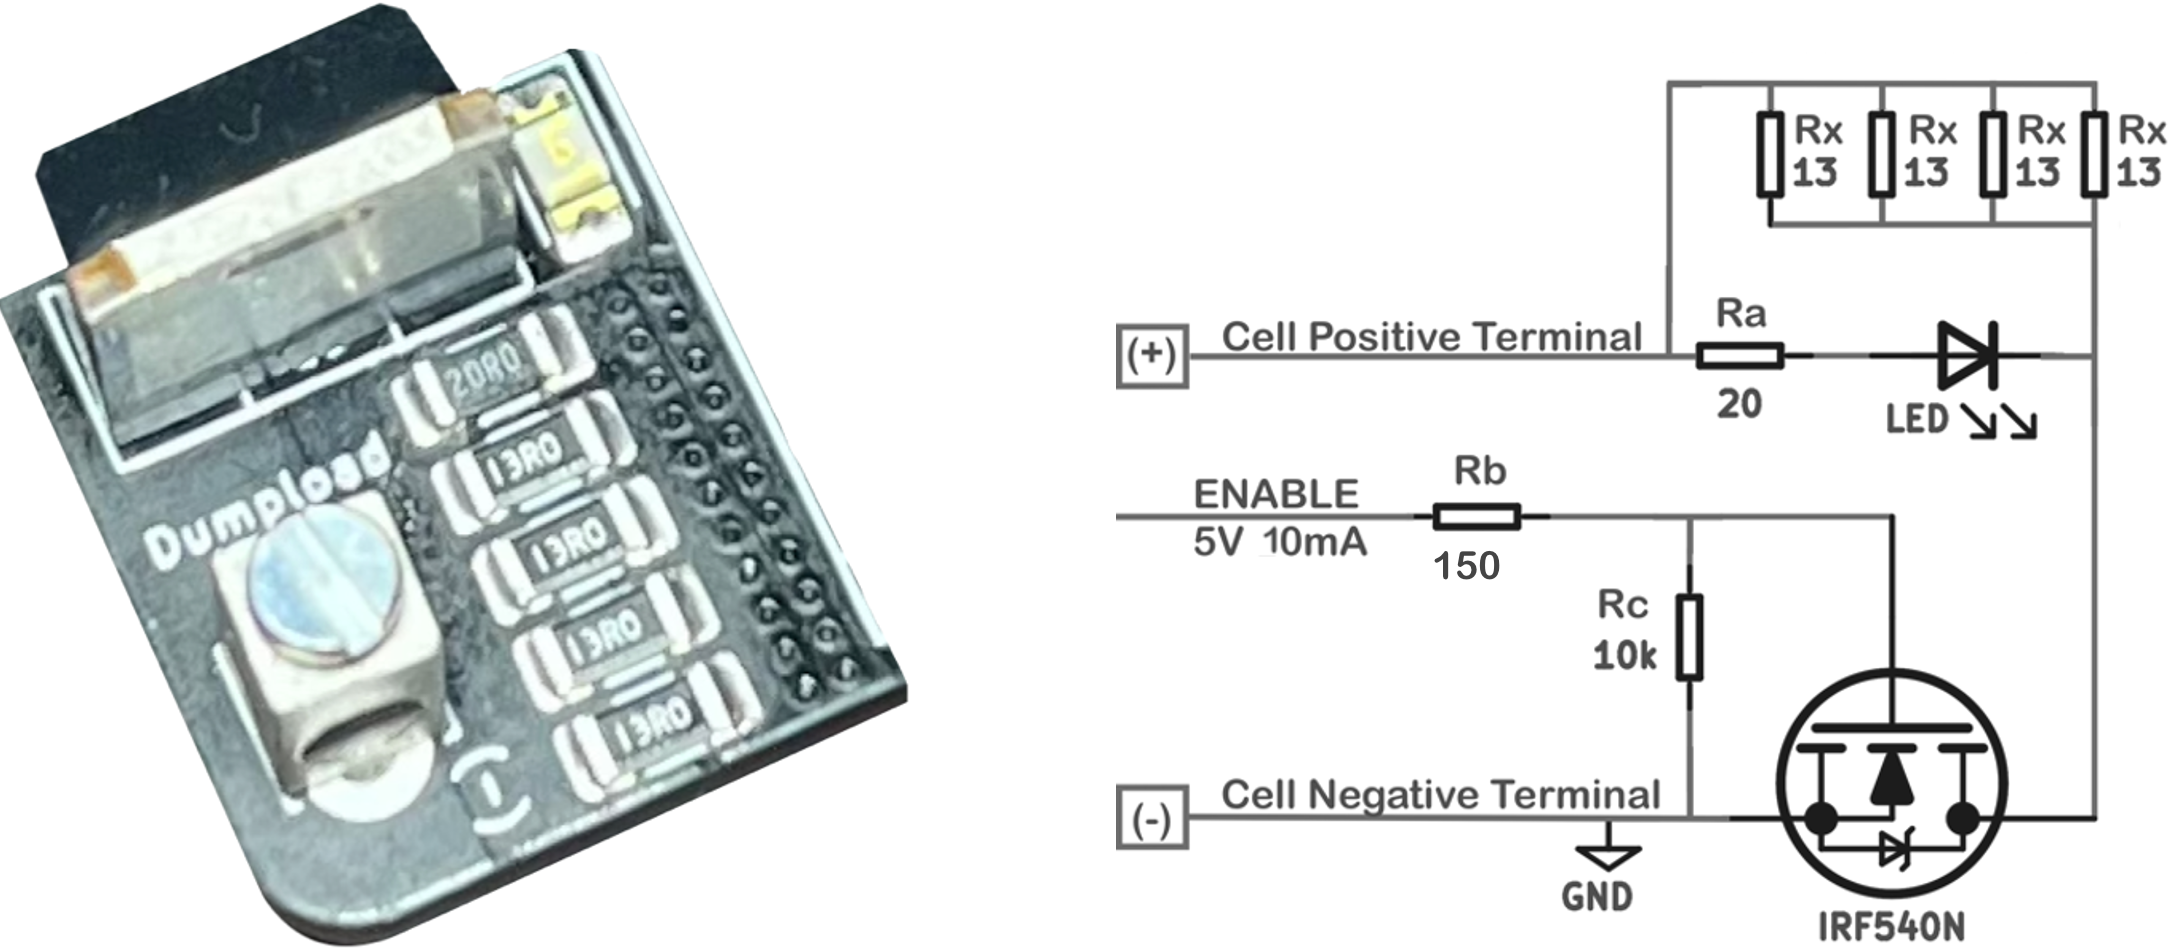 20R0
13R0
13R0
13R0
13R0
Dumpload
(-)
Rx
13
Rx
13
Rx
13
Rx
13
(+)
Cell Positive Terminal
Ra
20
LED
ENABLE
5V 10mA
Rb
150
Rc
10k
(-)
Cell Negative Terminal
GND
IRF540N